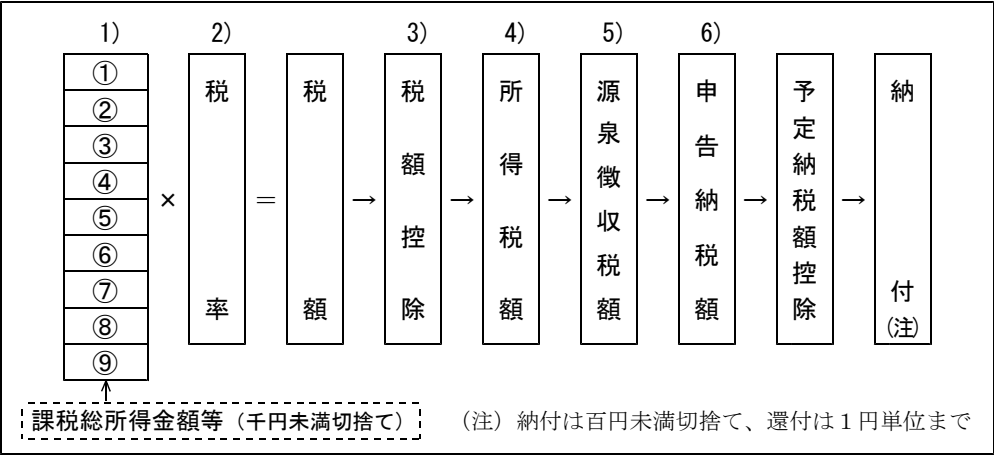 1) 2) 3) 4) 5) 6)
①
②
③
④
⑤
⑥
⑦
⑧
⑨
×
税率
＝
税額
→
税額控除
→
所得税額
→
源泉徴収税額
→
申告納税額
→
予定納税額控除
→
納付(注)
課税総所得金額等（千円未満切捨て）
（注）納付は百円未満切捨て、還付は１円単位まで